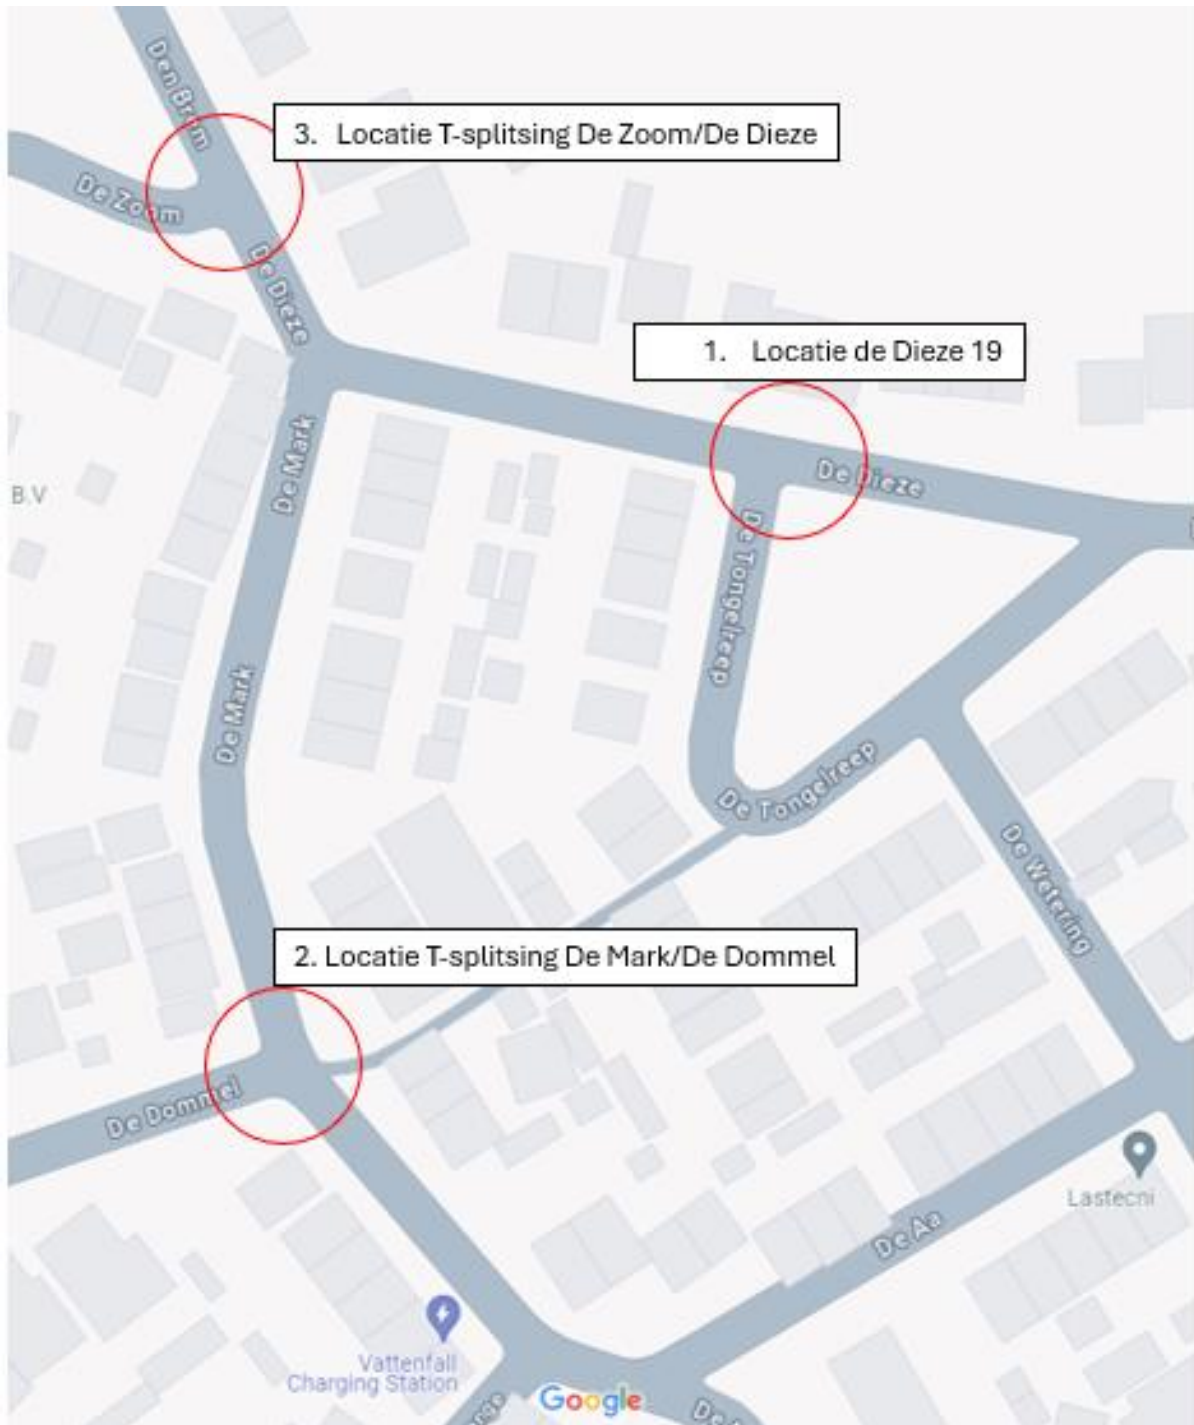 Den Brem
3. Locatie T-splitsing De Zoom/De Dieze
De Zoom
De Dieze
1. Locatie de Dieze 19
De Dieze
De Mark
B.V
De Tongelreep
De Mark
De Tongelreep
De Wetering
2. Locatie T-splitsing De Mark/De Dommel
De Dommel
Lastecni
De Aa
Vattenfall
Charging Station
Google